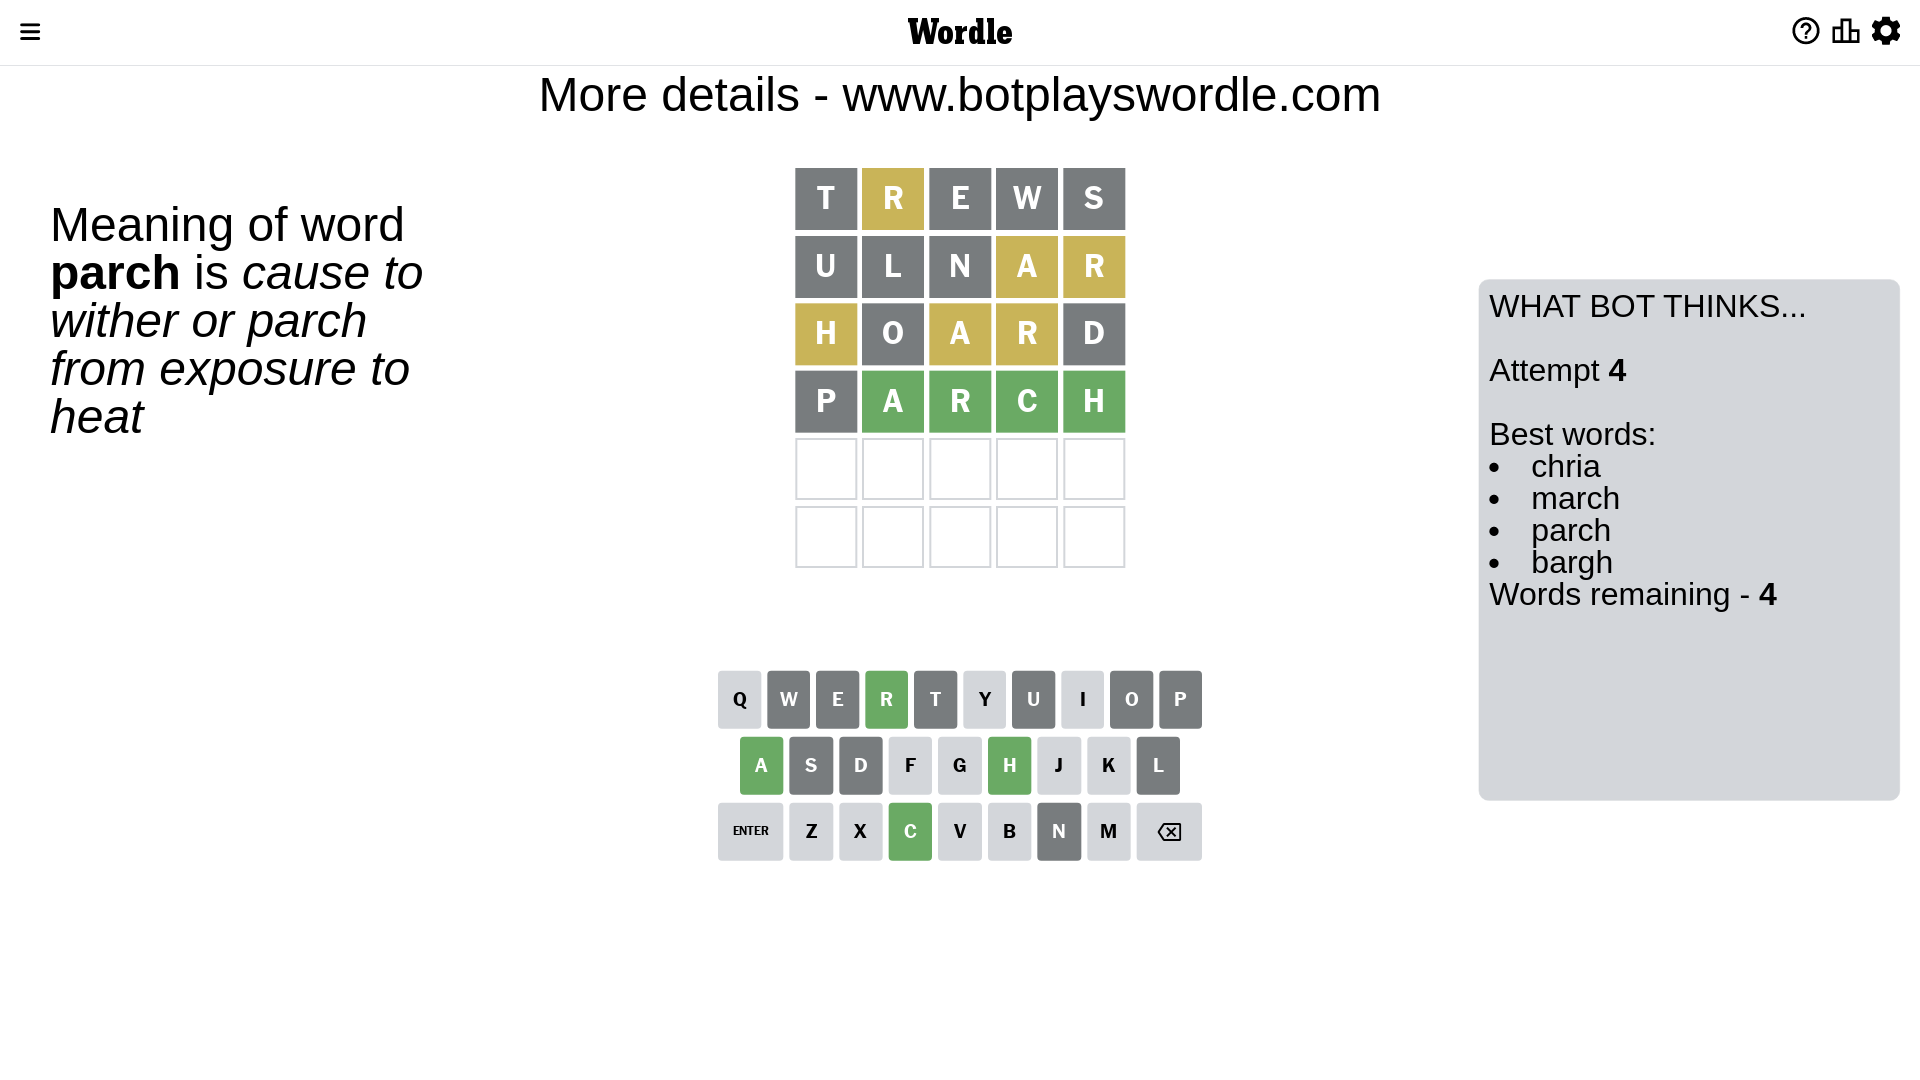 Wordle
More details - www.botplayswordle.com
Meaning of word
parch is cause to
wither or parch
from exposure to
heat
T R E W S
U L N A R
H O A R D
P A R C H
WHAT BOT THINKS...
Attempt 4
Best words:
• chria
• march
• parch
• bargh
Words remaining - 4
Q W E R T Y U I O P
A S D F G H J K L
ENTER Z X C V B N M